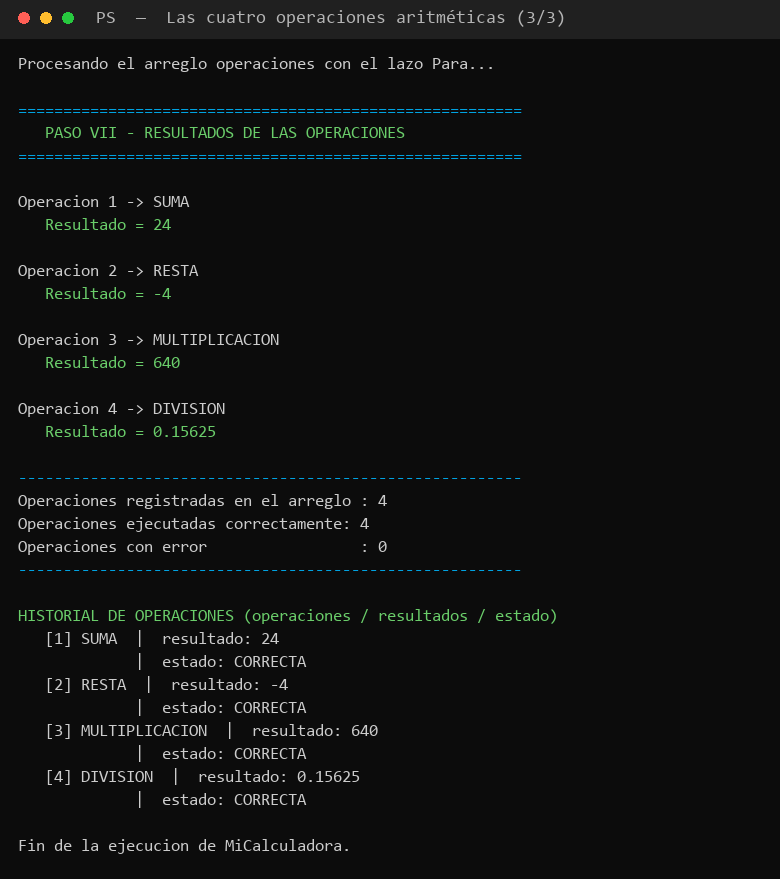 PS  —  Las cuatro operaciones aritméticas (3/3)
Procesando el arreglo operaciones con el lazo Para...
========================================================
   PASO VII - RESULTADOS DE LAS OPERACIONES
========================================================
Operacion 1 -> SUMA
   Resultado = 24
Operacion 2 -> RESTA
   Resultado = -4
Operacion 3 -> MULTIPLICACION
   Resultado = 640
Operacion 4 -> DIVISION
   Resultado = 0.15625
--------------------------------------------------------
Operaciones registradas en el arreglo : 4
Operaciones ejecutadas correctamente: 4
Operaciones con error                 : 0
--------------------------------------------------------
HISTORIAL DE OPERACIONES (operaciones / resultados / estado)
   [1] SUMA  |  resultado: 24
             |  estado: CORRECTA
   [2] RESTA  |  resultado: -4
             |  estado: CORRECTA
   [3] MULTIPLICACION  |  resultado: 640
             |  estado: CORRECTA
   [4] DIVISION  |  resultado: 0.15625
             |  estado: CORRECTA
Fin de la ejecucion de MiCalculadora.